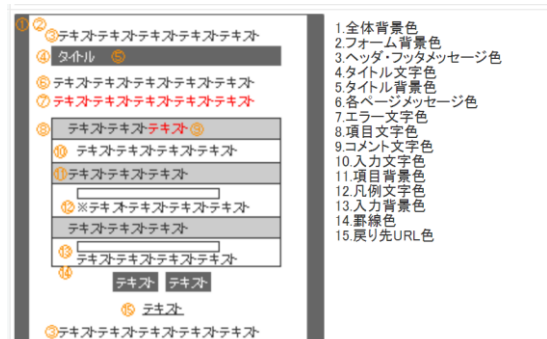 ① ②
③テキストテキストテキストテキストテキスト
④ タイトル ⑤
⑥テキストテキストテキストテキストテキスト
⑦テキストテキストテキストテキストテキスト
⑧ テキストテキストテキスト⑨
⑩ テキストテキストテキストテキスト
⑪テキストテキストテキスト
⑫※テキストテキストテキストテキスト
テキストテキストテキスト
⑬
テキストテキストテキストテキスト
⑭
テキスト テキスト
⑮ テキスト
③テキストテキストテキストテキストテキスト
1.全体背景色
2.フォーム背景色
3.ヘッダ・フッタメッセージ色
4.タイトル文字色
5.タイトル背景色
6.各ページメッセージ色
7.エラー文字色
8.項目文字色
9.コメント文字色
10.入力文字色
11.項目背景色
12.凡例文字色
13.入力背景色
14.罫線色
15.戻り先URL色